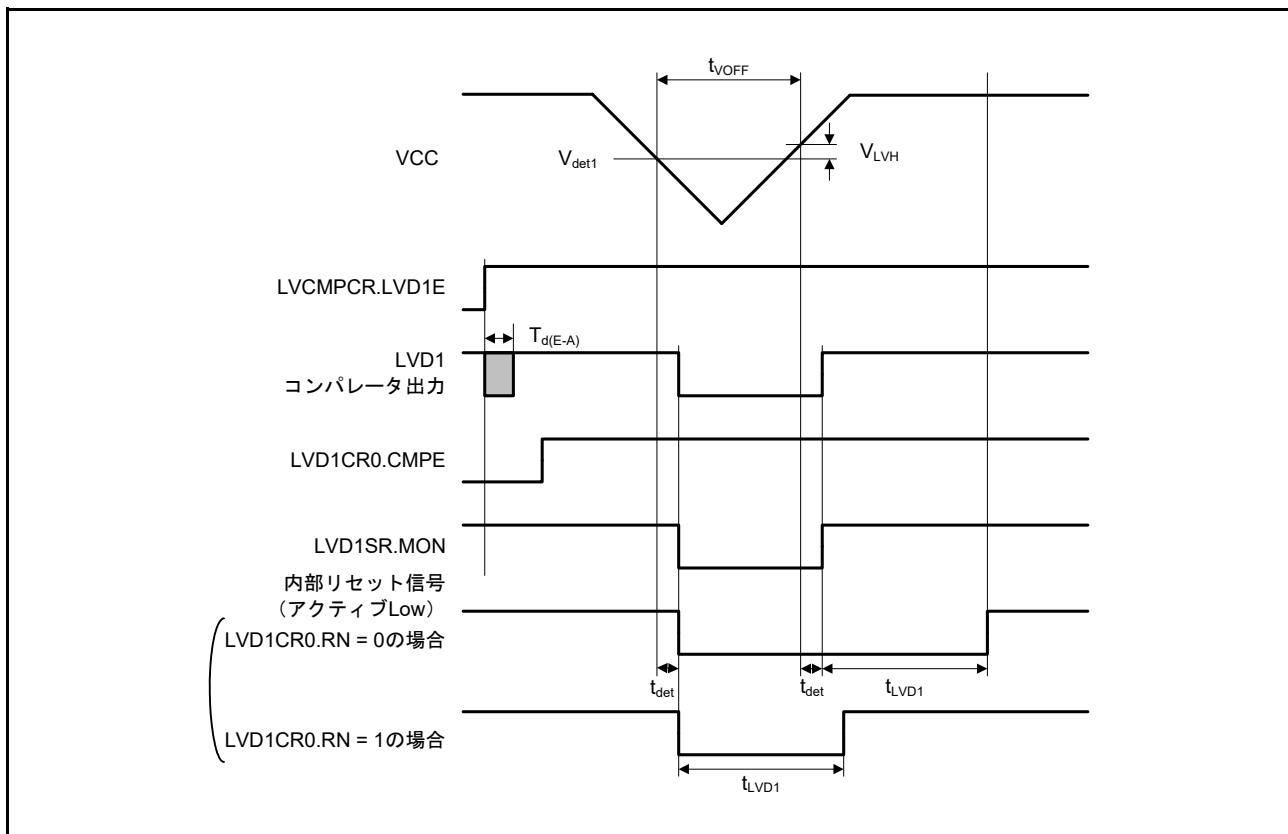 tVOFF
VCC
Vdet1
VLVH
LVCMPCR.LVD1E
Td(E-A)
LVD1
コンパレータ出力
LVD1CR0.CMPE
LVD1SR.MON
内部リセット信号
（アクティブLow）
LVD1CR0.RN = 0の場合
tdet
tdet
tLVD1
LVD1CR0.RN = 1の場合
tLVD1